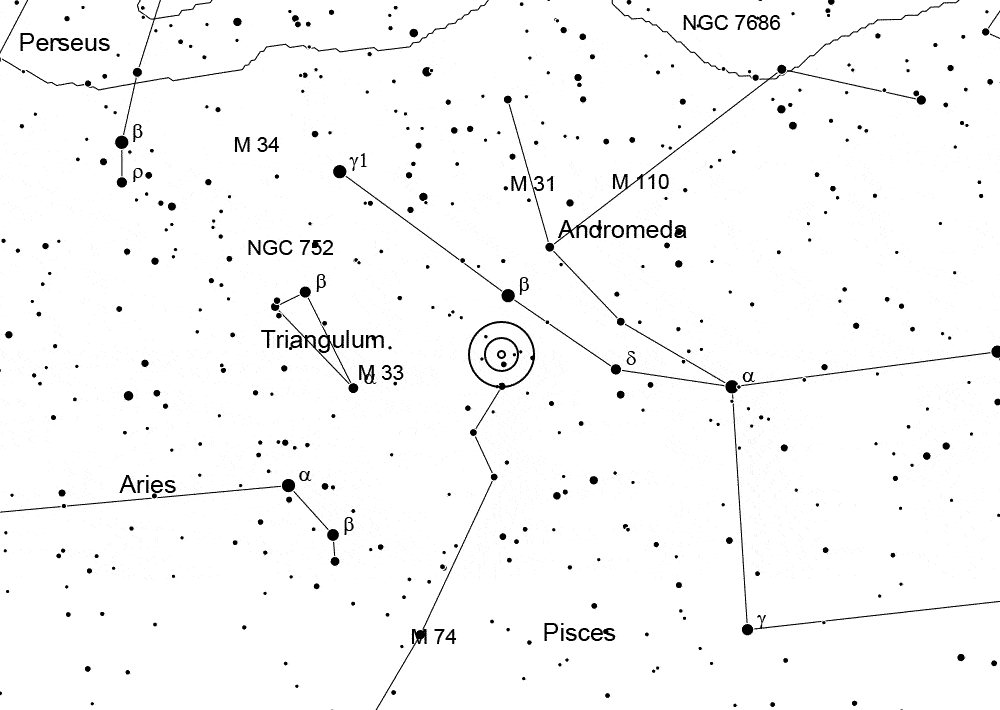 NGC 7686
Perseus
β
M 34
γ1
ρ
M 31
M 110
Andromeda
NGC 752
β
β
Triangulum
δ
M 33
α
α
Aries
α
β
γ
M 74
Pisces